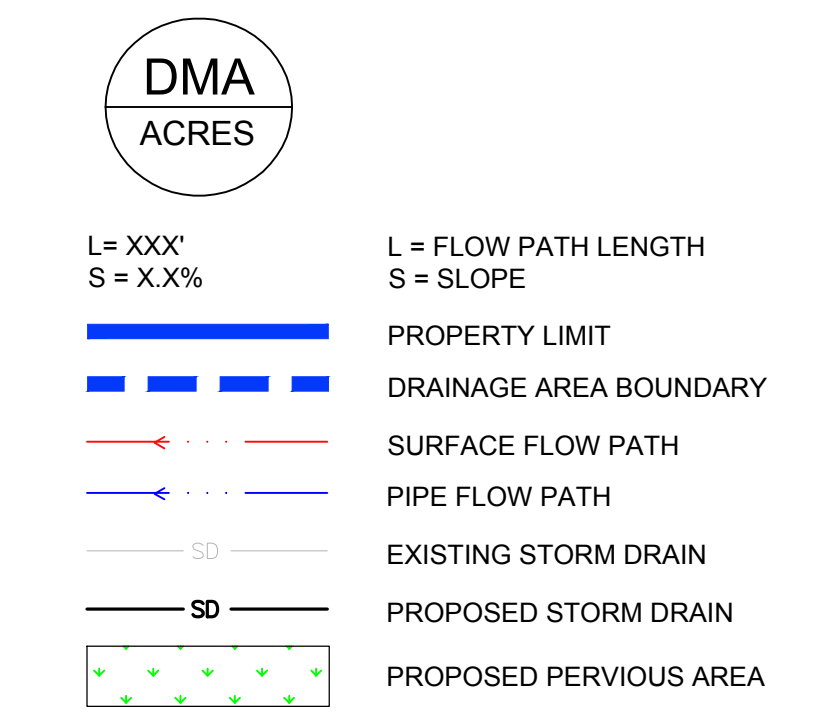 DMA
ACRES
L= XXX' L = FLOW PATH LENGTH
S = X.X% S = SLOPE
PROPERTY LIMIT
DRAINAGE AREA BOUNDARY
SURFACE FLOW PATH
PIPE FLOW PATH
SD EXISTING STORM DRAIN
SD PROPOSED STORM DRAIN
PROPOSED PERVIOUS AREA